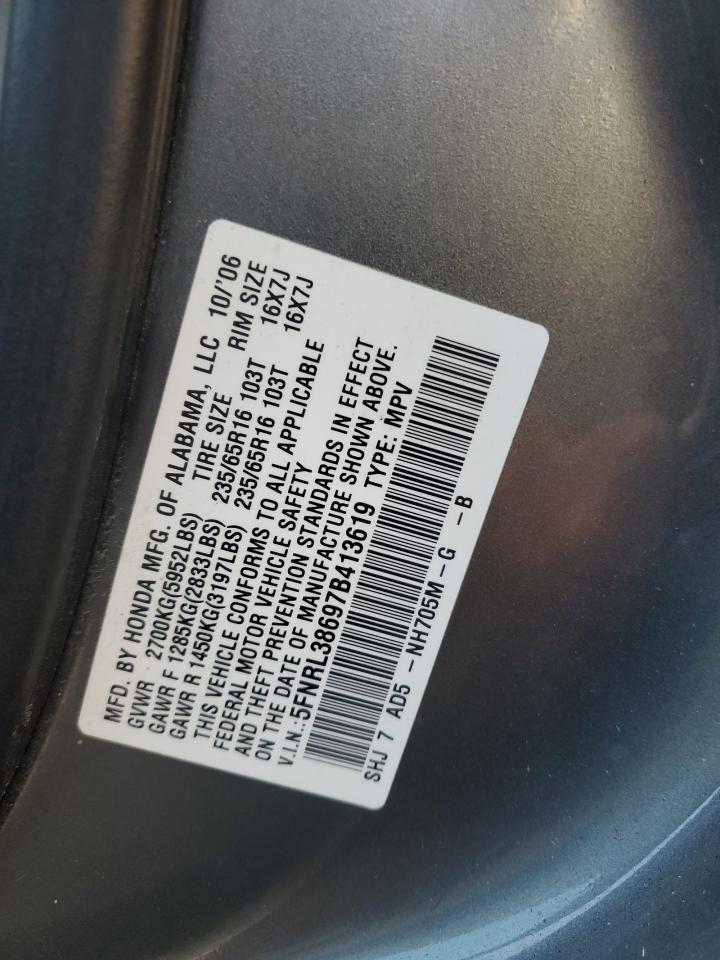 MFD. BY HONDA MFG. OF ALABAMA, LLC 10/'06
GVWR 2700KG(5952LBS) TIRE SIZE RIM SIZE
GAWR F 1285KG(2833LBS) 235/65R16 103T 16X7J
GAWR R 1450KG(3197LBS) 235/65R16 103T 16X7J
THIS VEHICLE CONFORMS TO ALL APPLICABLE
FEDERAL MOTOR VEHICLE SAFETY
AND THEFT PREVENTION STANDARDS IN EFFECT
ON THE DATE OF MANUFACTURE SHOWN ABOVE.
V.I.N.: 5FNRL38697B413619 TYPE: MPV
SHJ 7 AD5 -NH705M-G -B